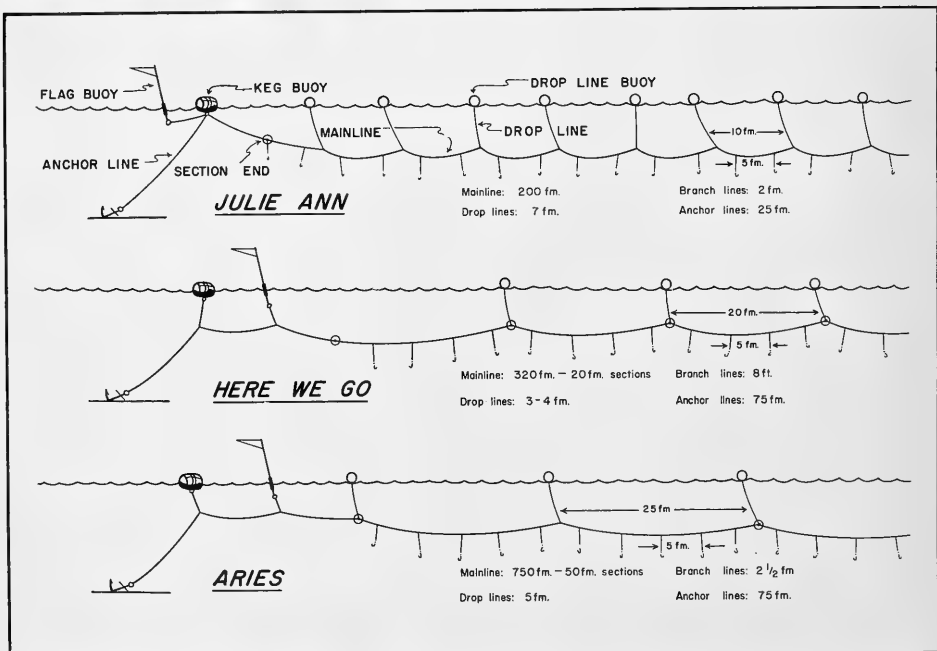 FLAG BUOY
KEG BUOY
DROP LINE BUOY
MAINLINE
DROP LINE
ANCHOR LINE
SECTION END
10 fm.
5 fm.
JULIE ANN
Mainline: 200 fm.
Branch lines: 2 fm.
Drop lines: 7 fm.
Anchor lines: 25 fm.
20 fm.
5 fm.
HERE WE GO
Mainline: 320 fm. - 20 fm. sections
Branch lines: 8 ft.
Drop lines: 3-4 fm.
Anchor lines: 75 fm.
25 fm
5 fm.
ARIES
Mainline: 750 fm. - 50 fm. sections
Branch lines: 2 1/2 fm
Drop lines: 5 fm.
Anchor lines: 75 fm.